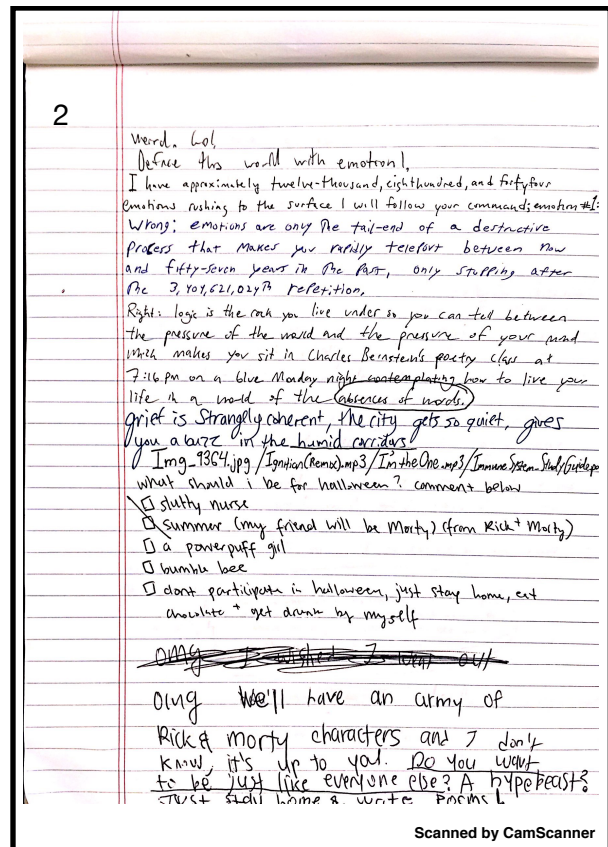 2
weird. Lol,
Deface this world with emotion!,
I have approximately twelve-thousand, eighthundred, and fortyfour
emotions rushing to the surface I will follow your command; emotion #1:
Wrong: emotions are only the tail-end of a destructive
process that makes you rapidly teleport between now
and fifty-seven years in the past, only stopping after
the 3,404,621,024th repetition.
Right: logic is the rock you live under so you can tell between
the pressure of the world and the pressure of your mind
which makes you sit in Charles Bernstein's poetry class at
7:16 pm on a blue Monday night contemplating how to live your
life in a world of the absences of words.
grief is strangely coherent, the city gets so quiet, gives
you a buzz in the humid corridors
Img_9364.jpg/Ignition(Remix).mp3/I'm the One.mp3/Immune System_StudyGuide.pd
what should i be for halloween? comment below
slutty nurse
summer (my friend will be Morty) (from Rick + Morty)
a powerpuff girl
bumble bee
dont participate in halloween, just stay home, eat
chocolate + get drunk by myself
omg I wished I went out
omg We'll have an army of
Rick & morty characters and I don't
know, it's up to you. Do you want
to be just like everyone else? A hypebeast?
Just stay home & write poems!
Scanned by CamScanner